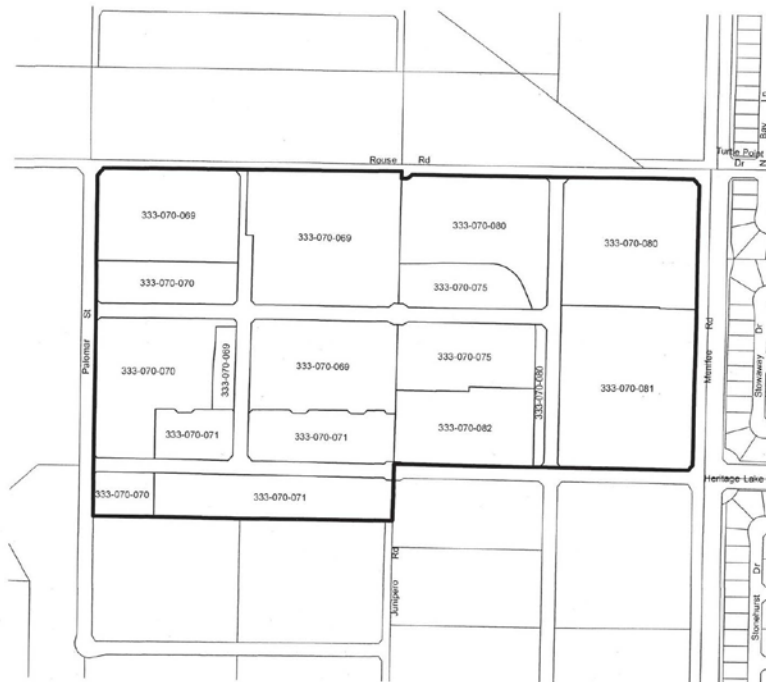 Turtle Point
Dr N
Bay Ln
Rouse Rd
333-070-069
333-070-069
333-070-080
333-070-080
333-070-070
333-070-075
Palomar St
333-070-070
333-070-069
333-070-069
333-070-075
333-070-080
333-070-081
Menifee Rd
Stowaway Dr
333-070-071
333-070-071
333-070-082
333-070-070
333-070-071
Heritage Lake
Junipero Rd
Stonehurst Dr